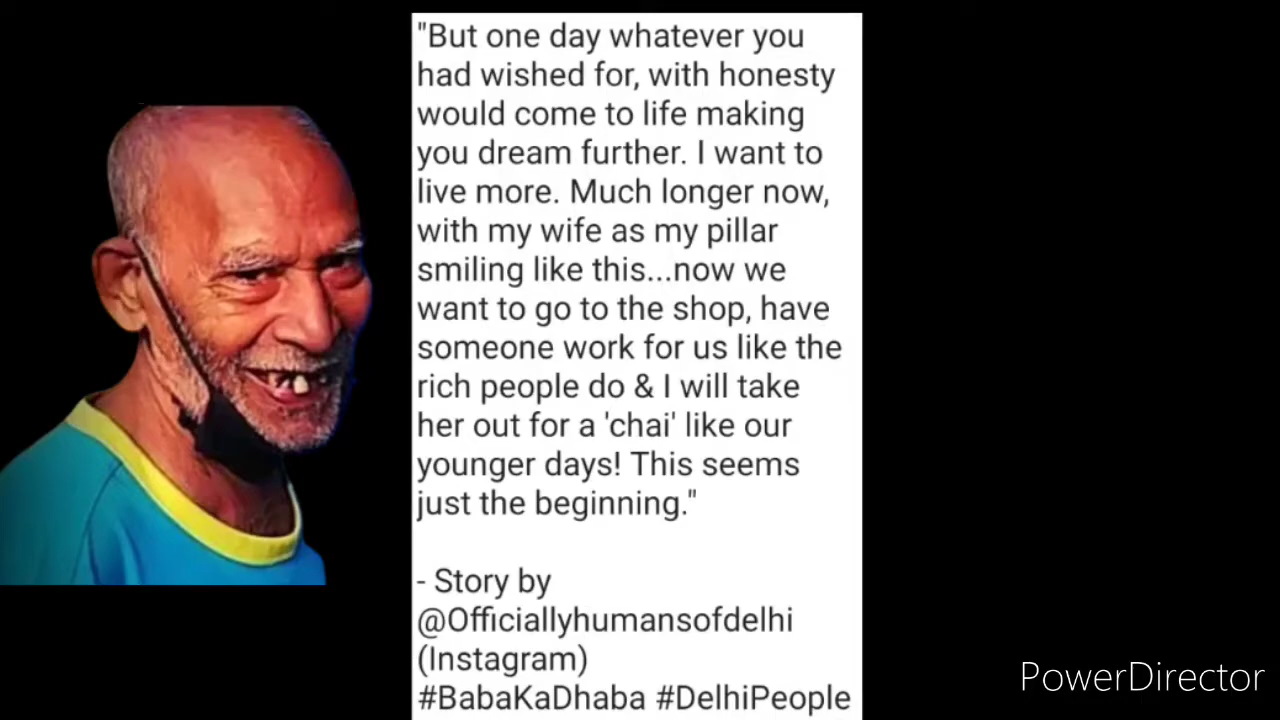 "But one day whatever you
had wished for, with honesty
would come to life making
you dream further. I want to
live more. Much longer now,
with my wife as my pillar
smiling like this...now we
want to go to the shop, have
someone work for us like the
rich people do & I will take
her out for a 'chai' like our
younger days! This seems
just the beginning."
- Story by
@Officiallyhumansofdelhi
(Instagram)
#BabaKaDhaba #DelhiPeople
PowerDirector